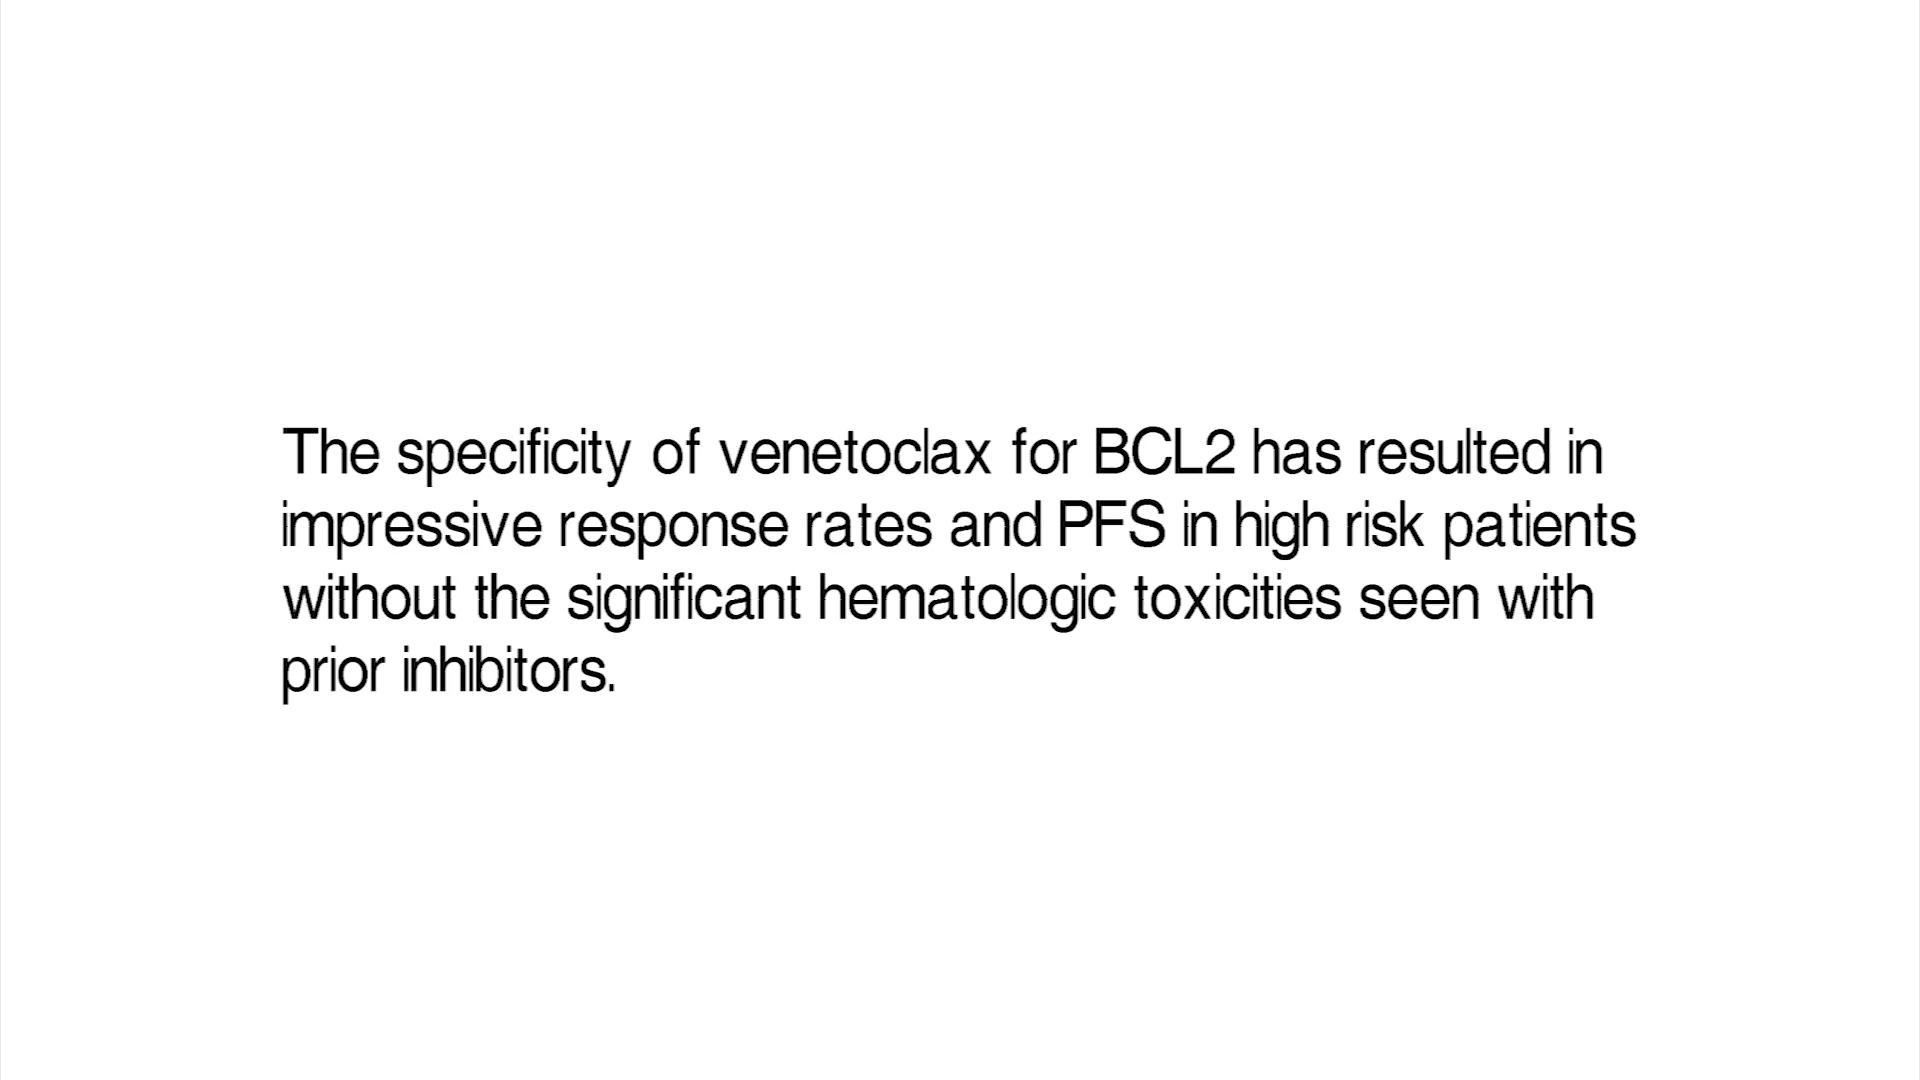 The specificity of venetoclax for BCL2 has resulted in
impressive response rates and PFS in high risk patients
without the significant hematologic toxicities seen with
prior inhibitors.